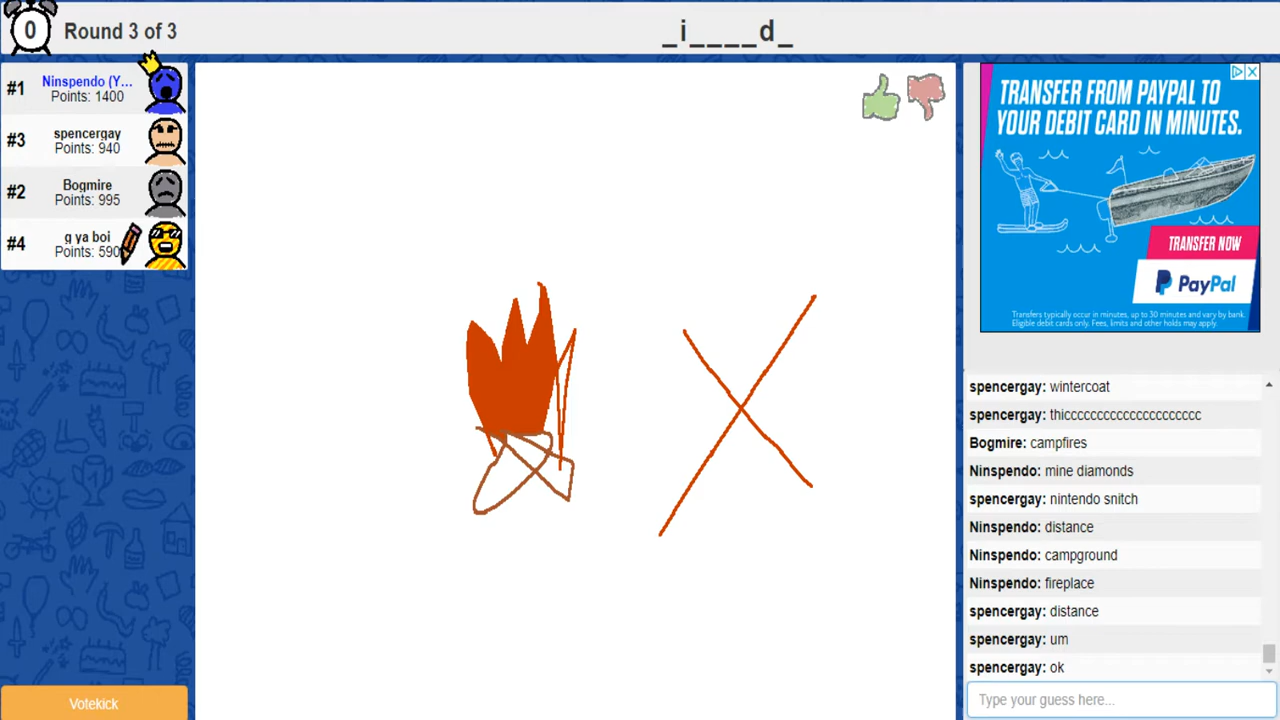 0
Round 3 of 3
_i____d_
#1
Ninspendo (Y...
Points: 1400
#3
spencergay
Points: 940
#2
Bogmire
Points: 995
#4
g ya boi
Points: 590
TRANSFER FROM PAYPAL TO
YOUR DEBIT CARD IN MINUTES.
TRANSFER NOW
PayPal
Transfers typically occur in minutes, up to 30 minutes and vary by bank.
Eligible debit cards only. Fees, limits and other holds may apply.
spencergay: wintercoat
spencergay: thicccccccccccccccccccccc
Bogmire: campfires
Ninspendo: mine diamonds
spencergay: nintendo snitch
Ninspendo: distance
Ninspendo: campground
Ninspendo: fireplace
spencergay: distance
spencergay: um
spencergay: ok
Type your guess here...
Votekick